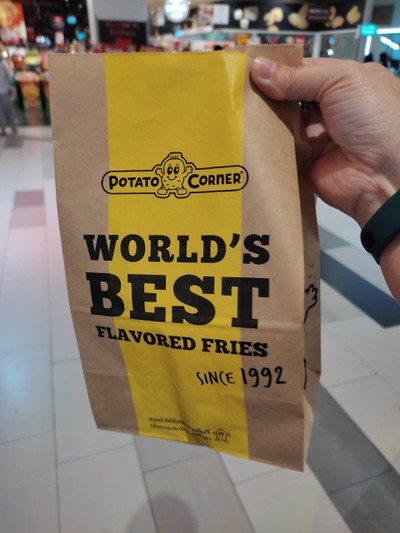 POTATO CORNER
WORLD'S
BEST
FLAVORED FRIES
SINCE 1992